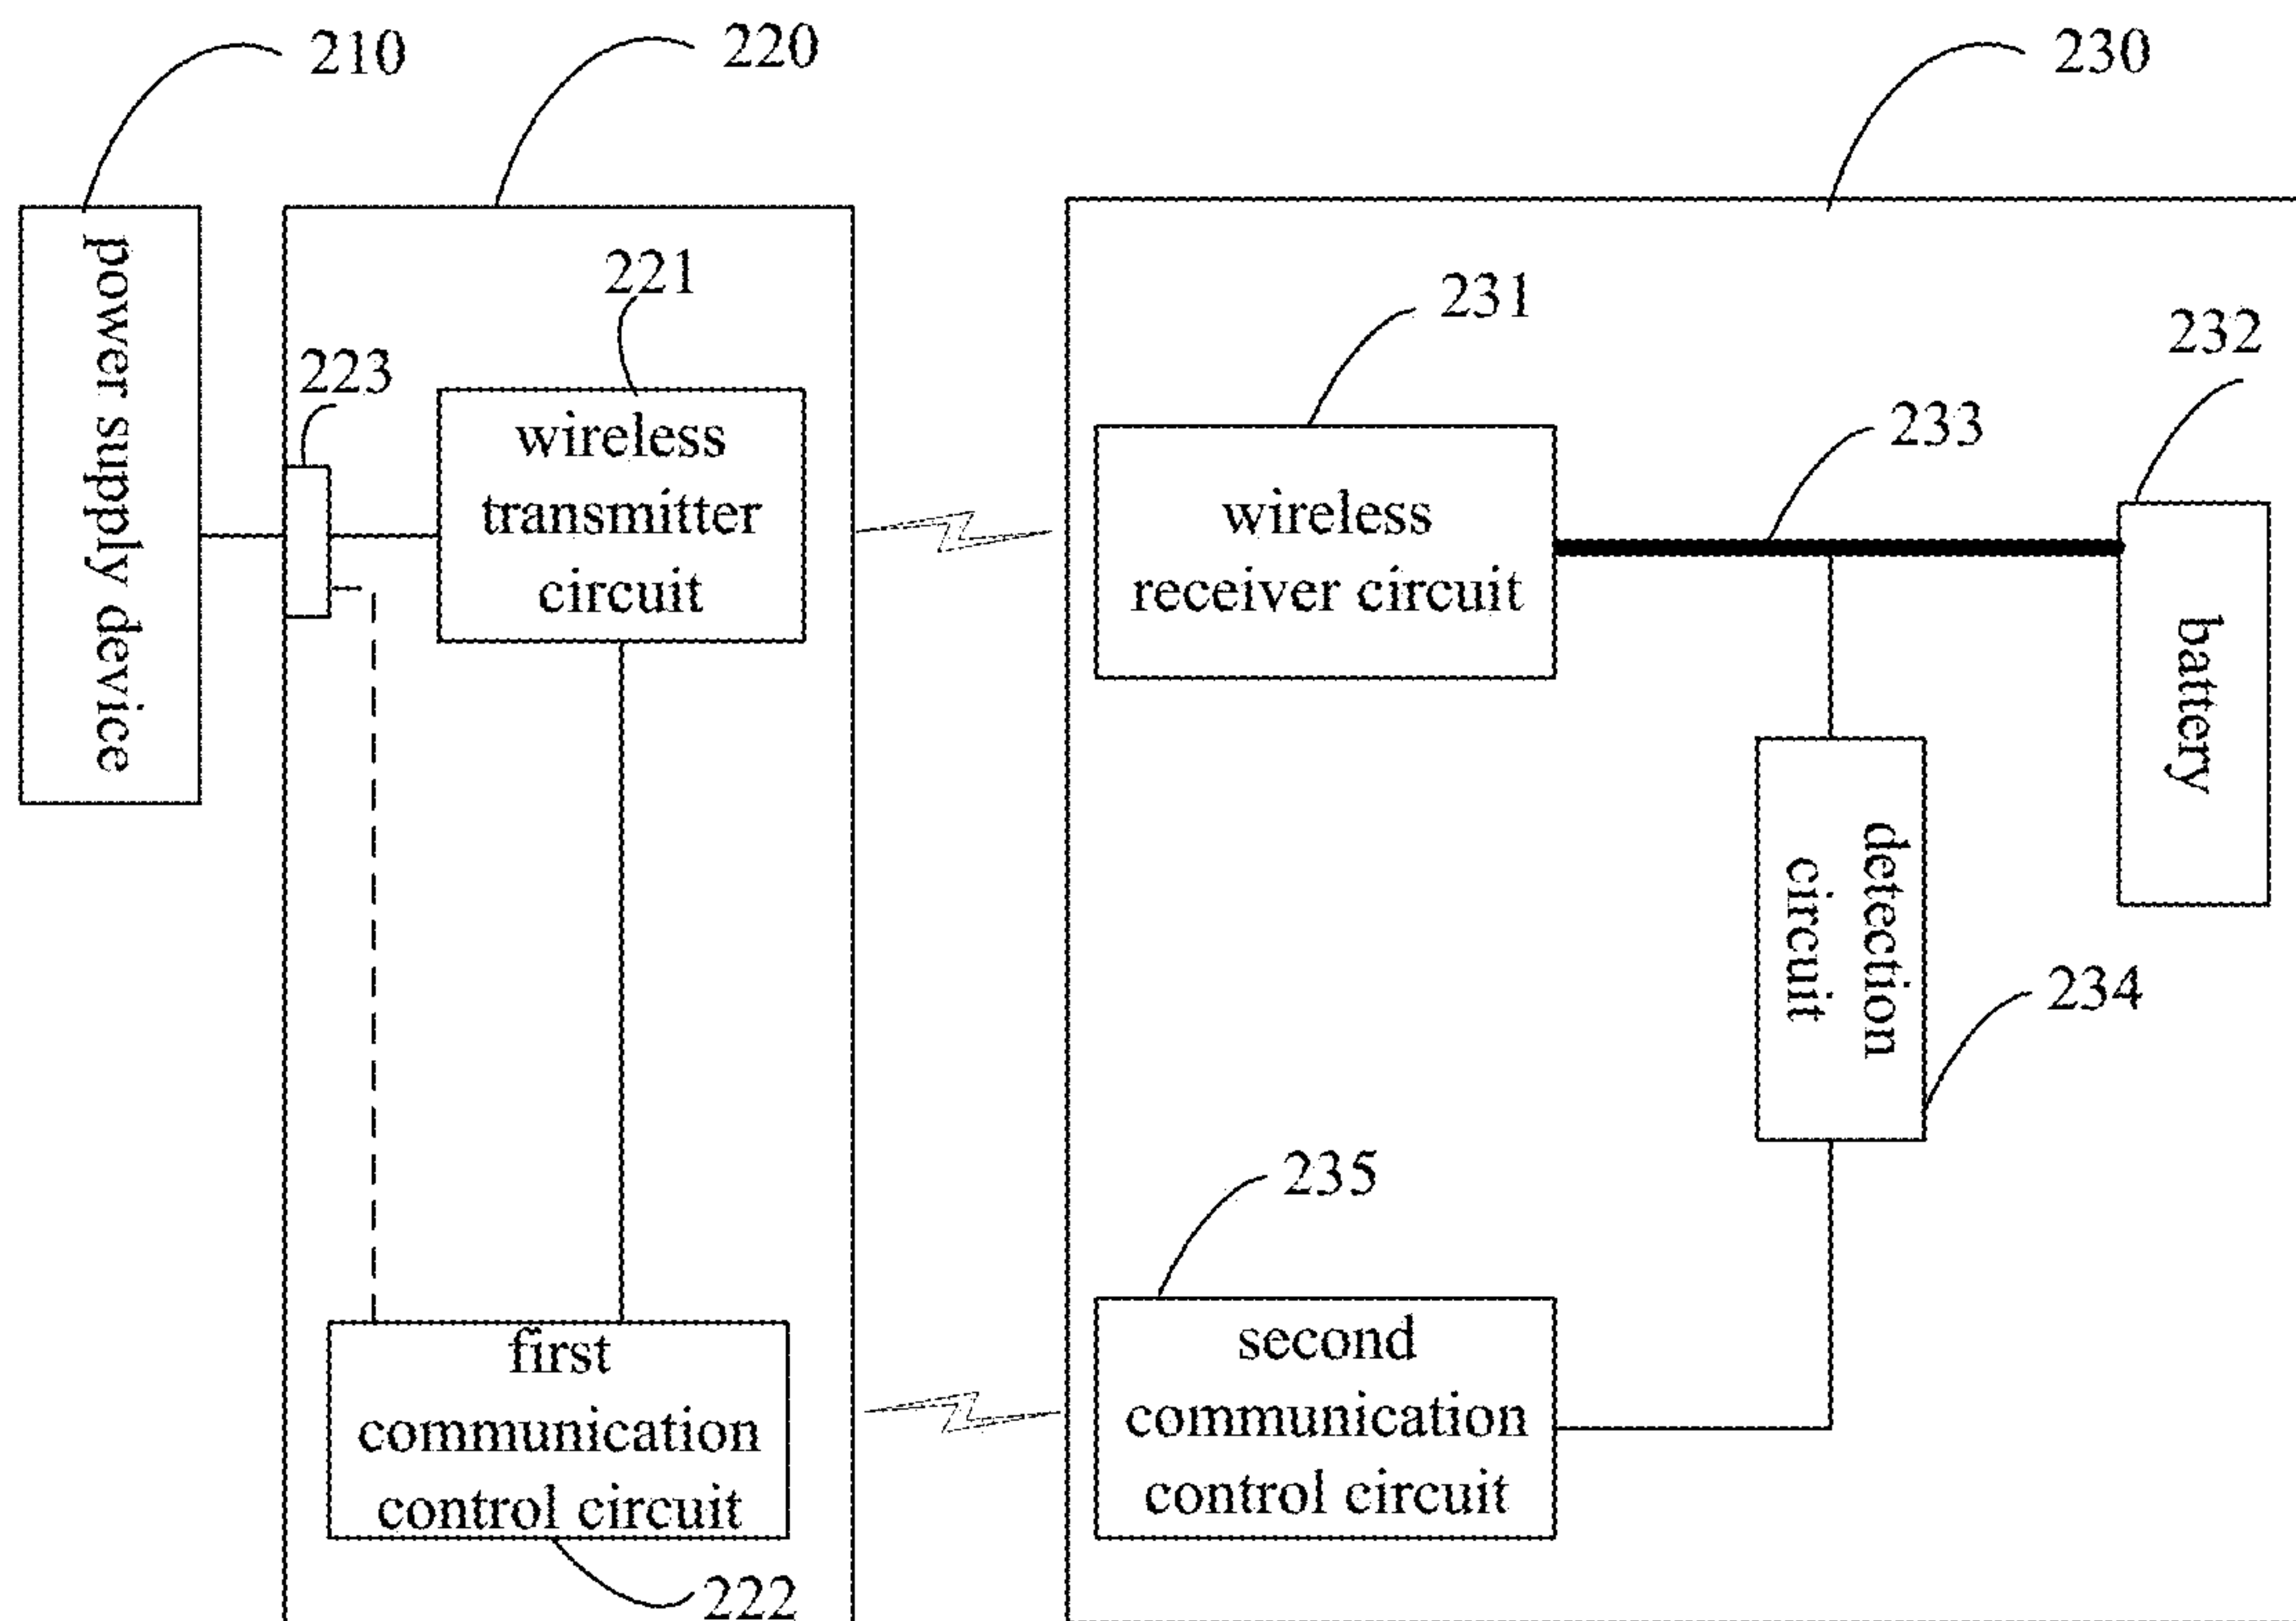 210
220
230
power supply device
223
221
wireless
transmitter
circuit
231
wireless
receiver circuit
233
232
battery
detection
circuit
234
235
first
communication
control circuit
222
second
communication
control circuit